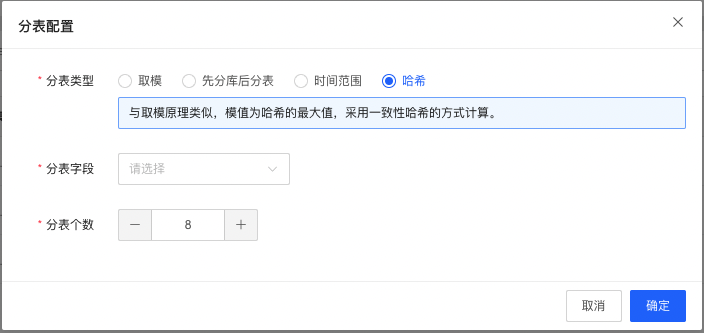 分表配置
* 分表类型 取模 先分库后分表 时间范围 哈希
与取模原理类似，模值为哈希的最大值，采用一致性哈希的方式计算。
* 分表字段 请选择
* 分表个数 8
取消 确定